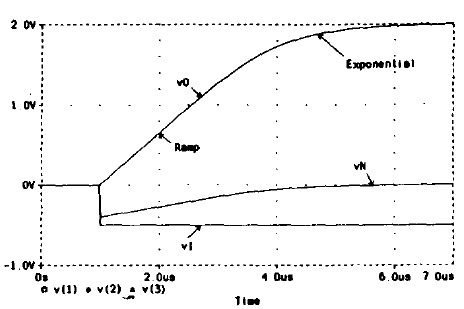 2.0V
vO
Exponential
1.0V
Ramp
vN
0V
vI
-1.0V
0s 2.0us 4.0us 6.0us 7.0us
v(1) v(2) v(3)
Time